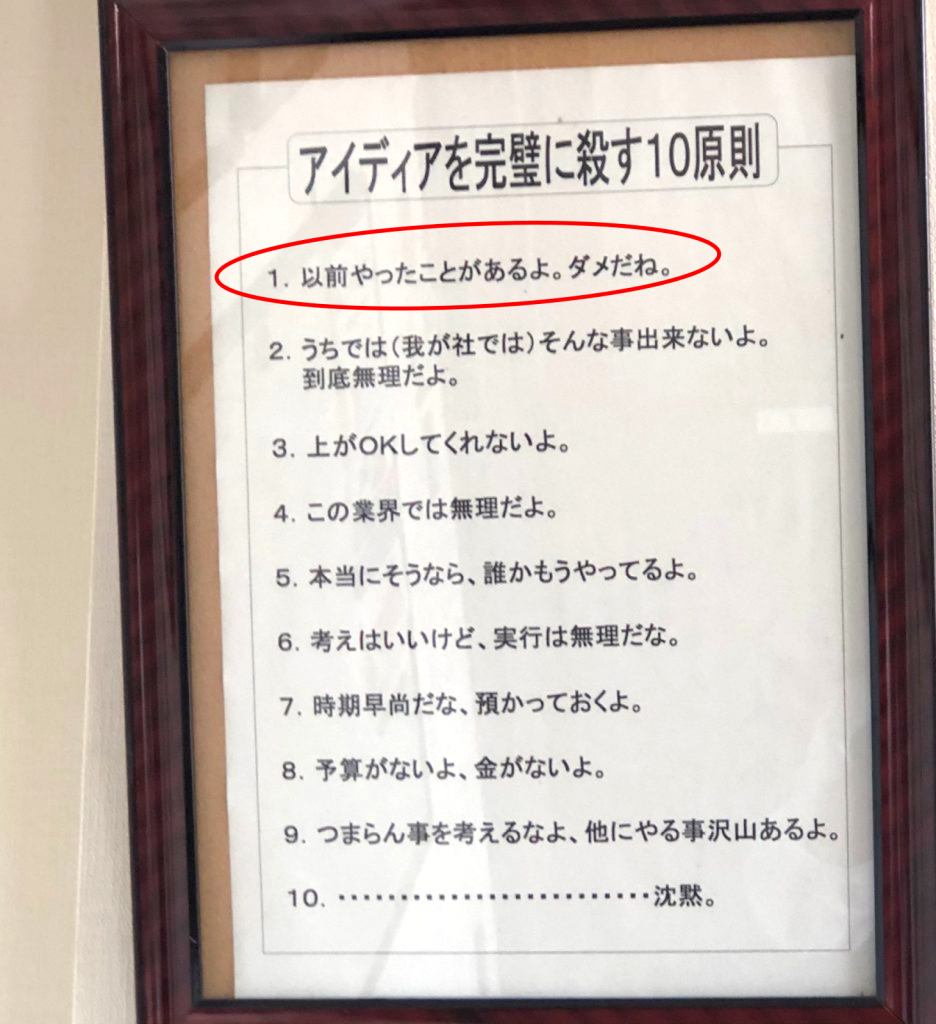 アイディアを完璧に殺す10原則
1. 以前やったことがあるよ。ダメだね。
2. うちでは(我が社では)そんな事出来ないよ。
到底無理だよ。
3. 上がOKしてくれないよ。
4. この業界では無理だよ。
5. 本当にそうなら、誰かもうやってるよ。
6. 考えはいいけど、実行は無理だな。
7. 時期早尚だな、預かっておくよ。
8. 予算がないよ、金がないよ。
9. つまらん事を考えるなよ、他にやる事沢山あるよ。
10. ・・・・・・・・・・・・・・・・・・・・・・・・・沈黙。